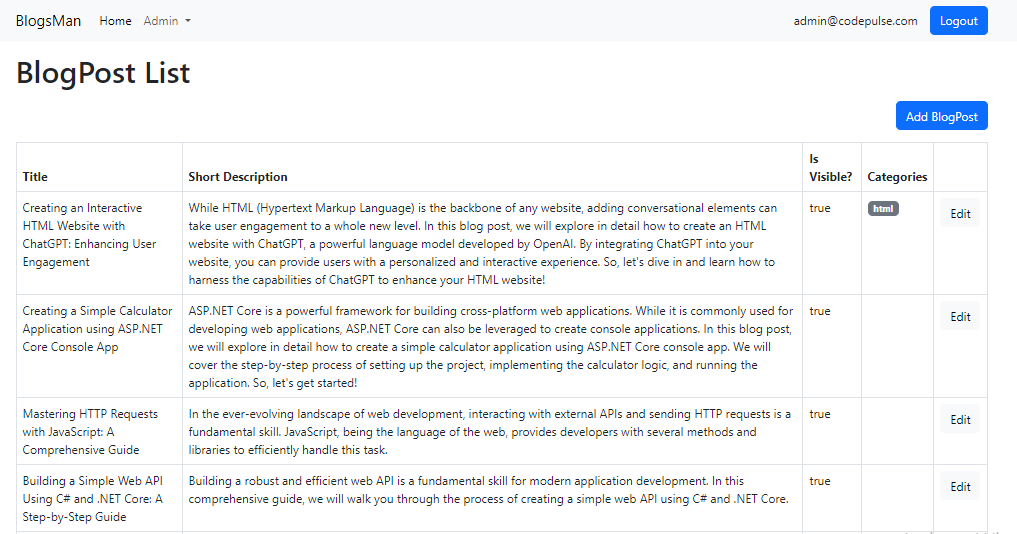 BlogsMan Home Admin admin@codepulse.com Logout
BlogPost List
Add BlogPost
Title Short Description Is Visible? Categories
Creating an Interactive
HTML Website with
ChatGPT: Enhancing User
Engagement
While HTML (Hypertext Markup Language) is the backbone of any website, adding conversational elements can
take user engagement to a whole new level. In this blog post, we will explore in detail how to create an HTML
website with ChatGPT, a powerful language model developed by OpenAI. By integrating ChatGPT into your
website, you can provide users with a personalized and interactive experience. So, let's dive in and learn how to
harness the capabilities of ChatGPT to enhance your HTML website!
true
html
Edit
Creating a Simple Calculator
Application using ASP.NET
Core Console App
ASP.NET Core is a powerful framework for building cross-platform web applications. While it is commonly used for
developing web applications, ASP.NET Core can also be leveraged to create console applications. In this blog post,
we will explore in detail how to create a simple calculator application using ASP.NET Core console app. We will
cover the step-by-step process of setting up the project, implementing the calculator logic, and running the
application. So, let's get started!
true
Edit
Mastering HTTP Requests
with JavaScript: A
Comprehensive Guide
In the ever-evolving landscape of web development, interacting with external APIs and sending HTTP requests is a
fundamental skill. JavaScript, being the language of the web, provides developers with several methods and
libraries to efficiently handle this task.
true
Edit
Building a Simple Web API
Using C# and .NET Core: A
Step-by-Step Guide
Building a robust and efficient web API is a fundamental skill for modern application development. In this
comprehensive guide, we will walk you through the process of creating a simple web API using C# and .NET Core.
true
Edit